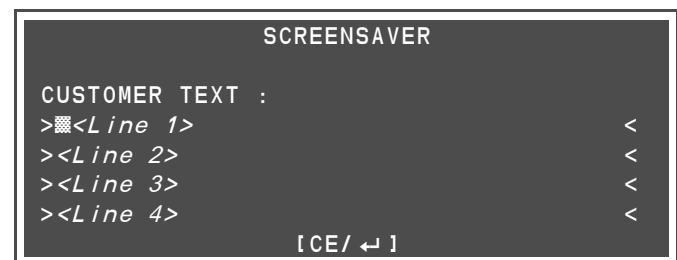 SCREENSAVER
CUSTOMER TEXT :
>▒<Line 1> <
><Line 2> <
><Line 3> <
><Line 4> <
[CE/↵]